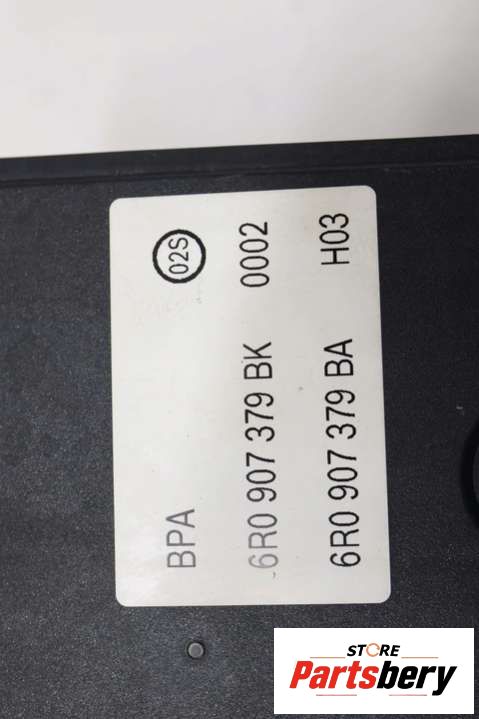 BPA 02S
6R0 907 379 BK 0002
6R0 907 379 BA H03
STORE
Partsbery